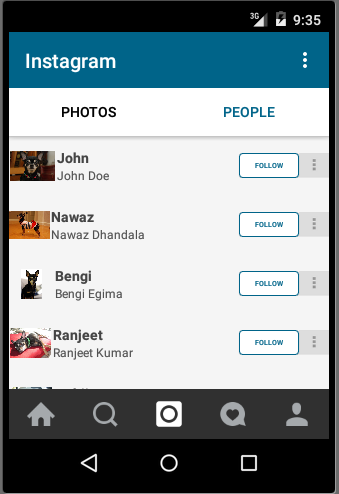 3G 9:35
Instagram
PHOTOS PEOPLE
John
John Doe
FOLLOW
Nawaz
Nawaz Dhandala
FOLLOW
Bengi
Bengi Egima
FOLLOW
Ranjeet
Ranjeet Kumar
FOLLOW